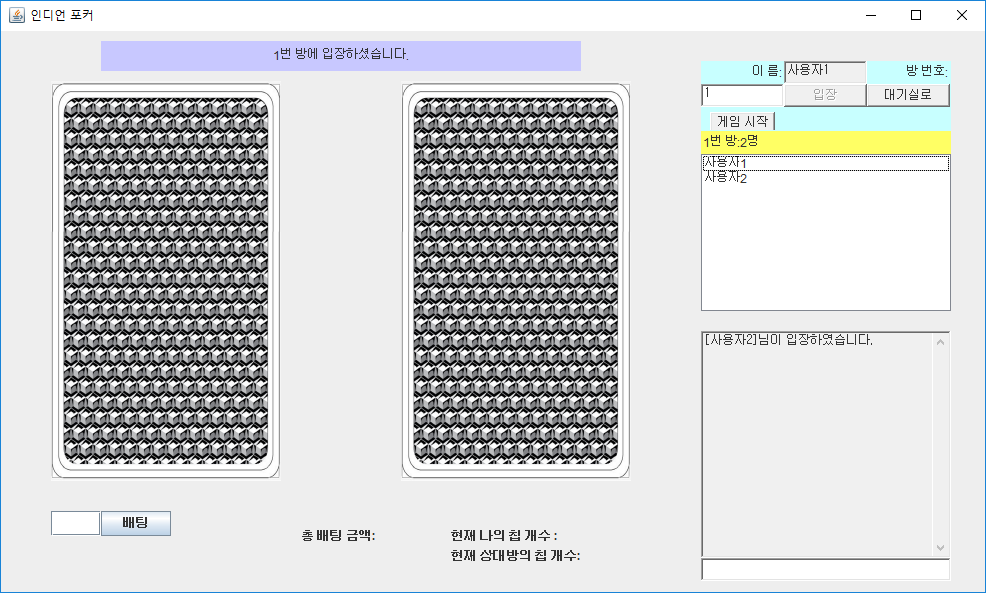 인디언 포커
1번 방에 입장하셨습니다.
이 름: 사용자1 방 번호:
1 입장 대기실로
게임 시작
1번 방:2명
사용자1
사용자2
[사용자2]님이 입장하였습니다.
배팅
총 배팅 금액:
현재 나의 칩 개수 :
현재 상대방의 칩 개수: